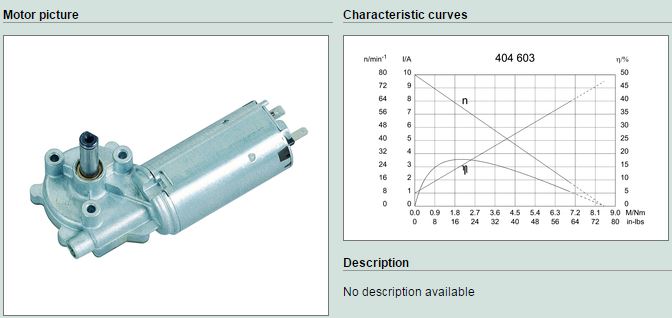 Motor picture
Characteristic curves
n/min-1 I/A 404 603 η/%
80 10 50
72 9 45
64 8 40
56 7 35
48 6 30
40 5 25
32 4 20
24 3 15
16 2 10
8 1 5
0 0 0
n
η
0.0 0.9 1.8 2.7 3.6 4.5 5.4 6.3 7.2 8.1 9.0 M/Nm
0 8 16 24 32 40 48 56 64 72 80 in-lbs
Description
No description available